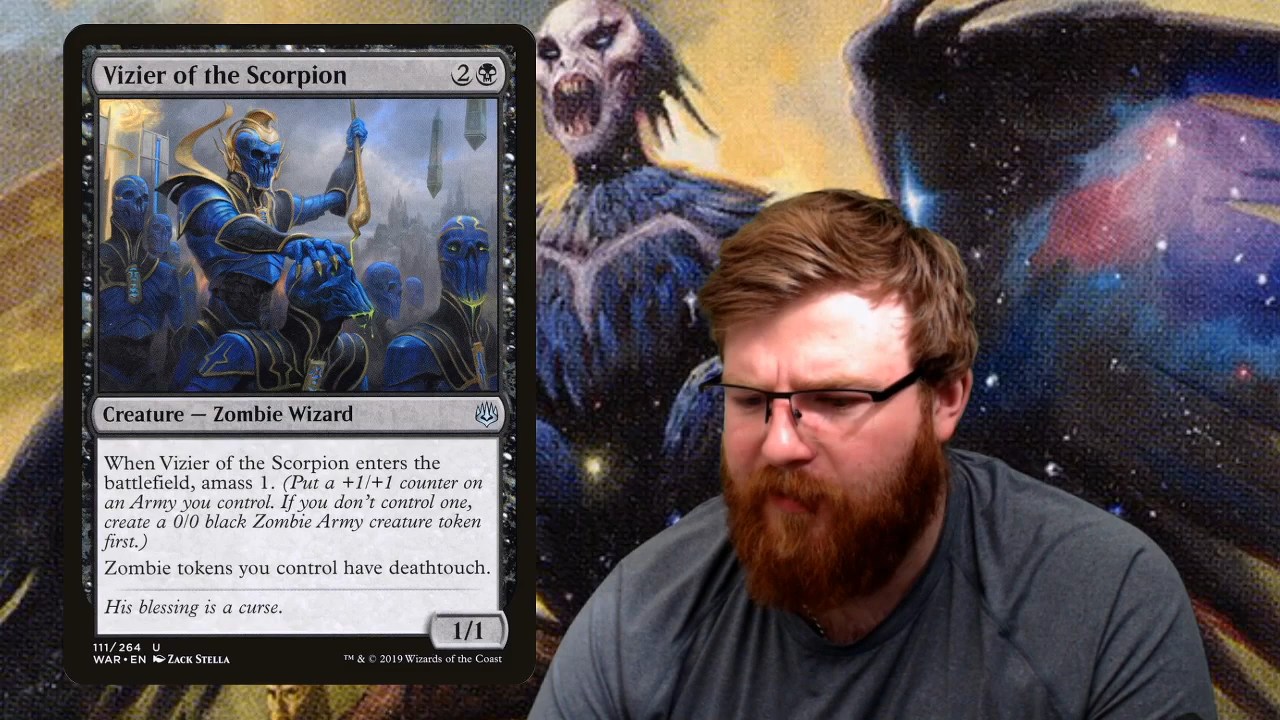 Vizier of the Scorpion 2
Creature — Zombie Wizard
When Vizier of the Scorpion enters the
battlefield, amass 1. (Put a +1/+1 counter on
an Army you control. If you don't control one,
create a 0/0 black Zombie Army creature token
first.)
Zombie tokens you control have deathtouch.
His blessing is a curse.
1/1
111/264 U
WAR • EN Zack Stella
™ & © 2019 Wizards of the Coast